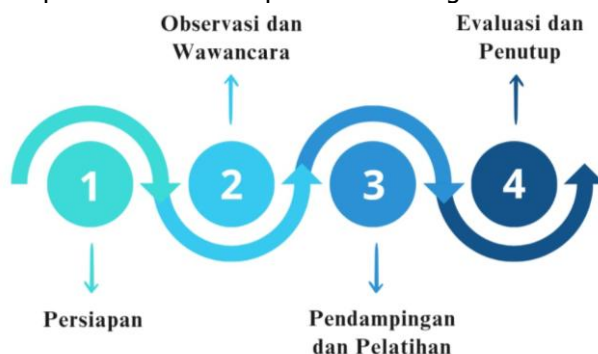 Observasi dan
Wawancara
Evaluasi dan
Penutup
1
2
3
4
Persiapan
Pendampingan
dan Pelatihan